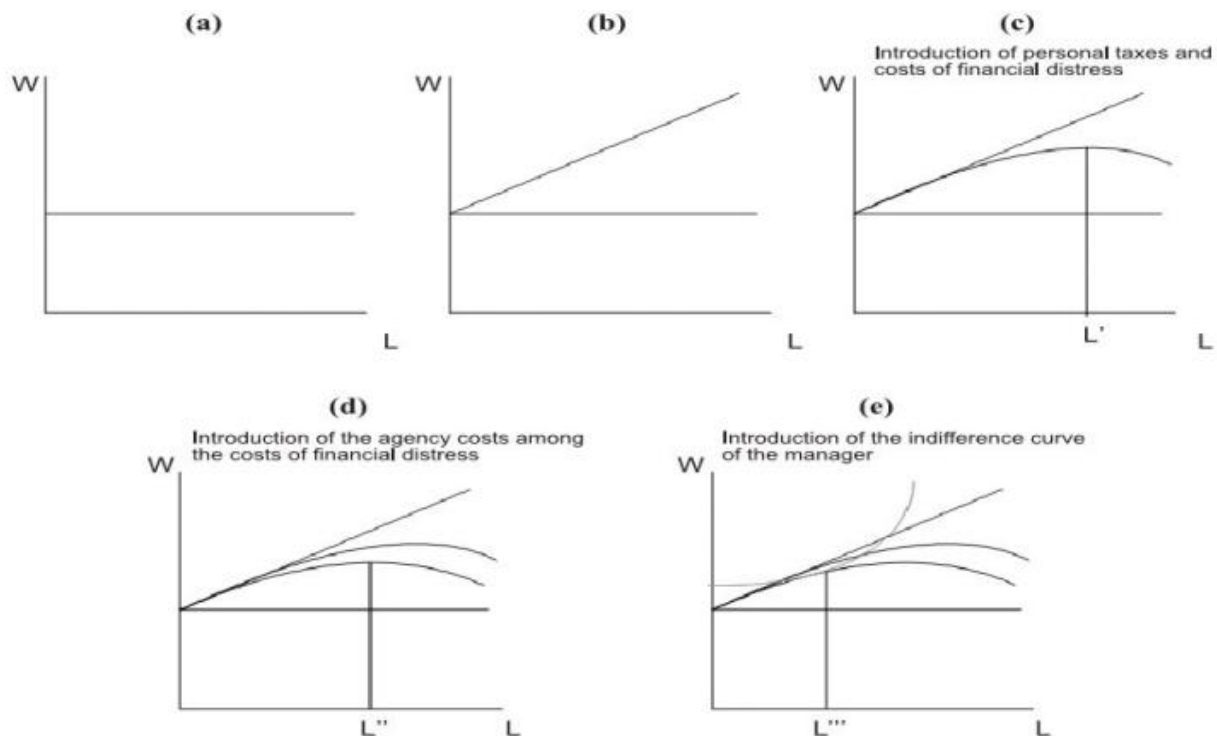 (a)
(b)
(c)
Introduction of personal taxes and
costs of financial distress
W
W
W
L
L
L'
L
(d)
(e)
Introduction of the agency costs among
the costs of financial distress
Introduction of the indifference curve
of the manager
W
W
L''
L
L'''
L